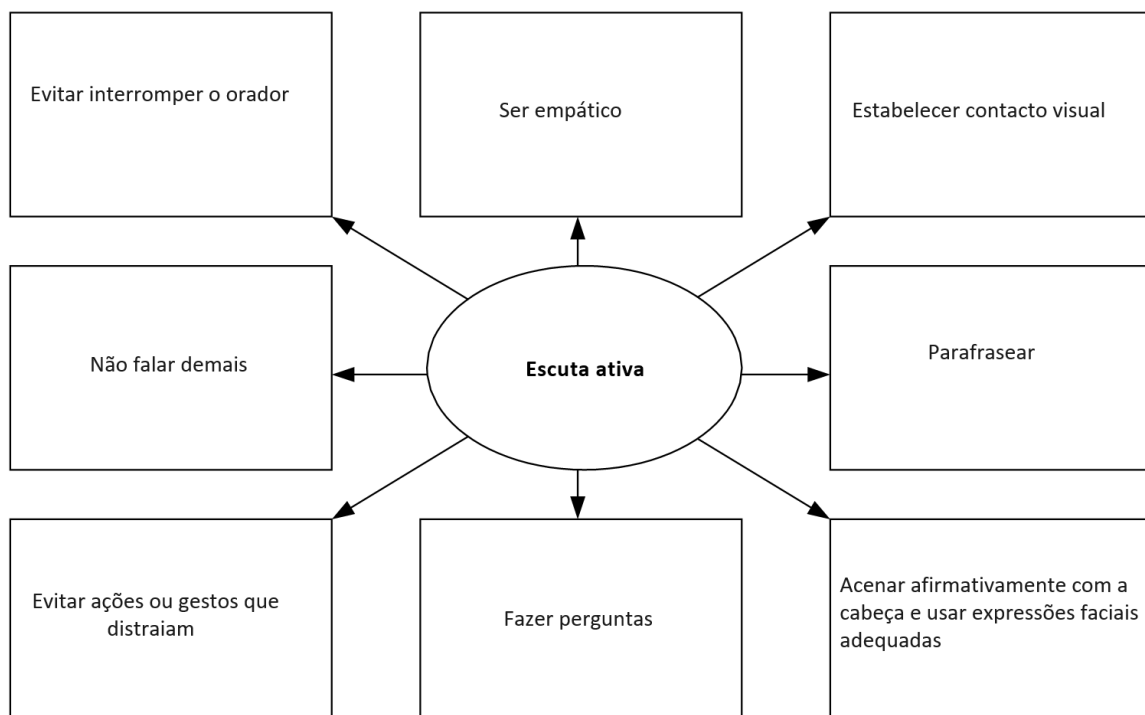 Evitar interromper o orador
Ser empático
Estabelecer contacto visual
Não falar demais
Escuta ativa
Parafrasear
Evitar ações ou gestos que
distraiam
Fazer perguntas
Acenar afirmativamente com a
cabeça e usar expressões faciais
adequadas